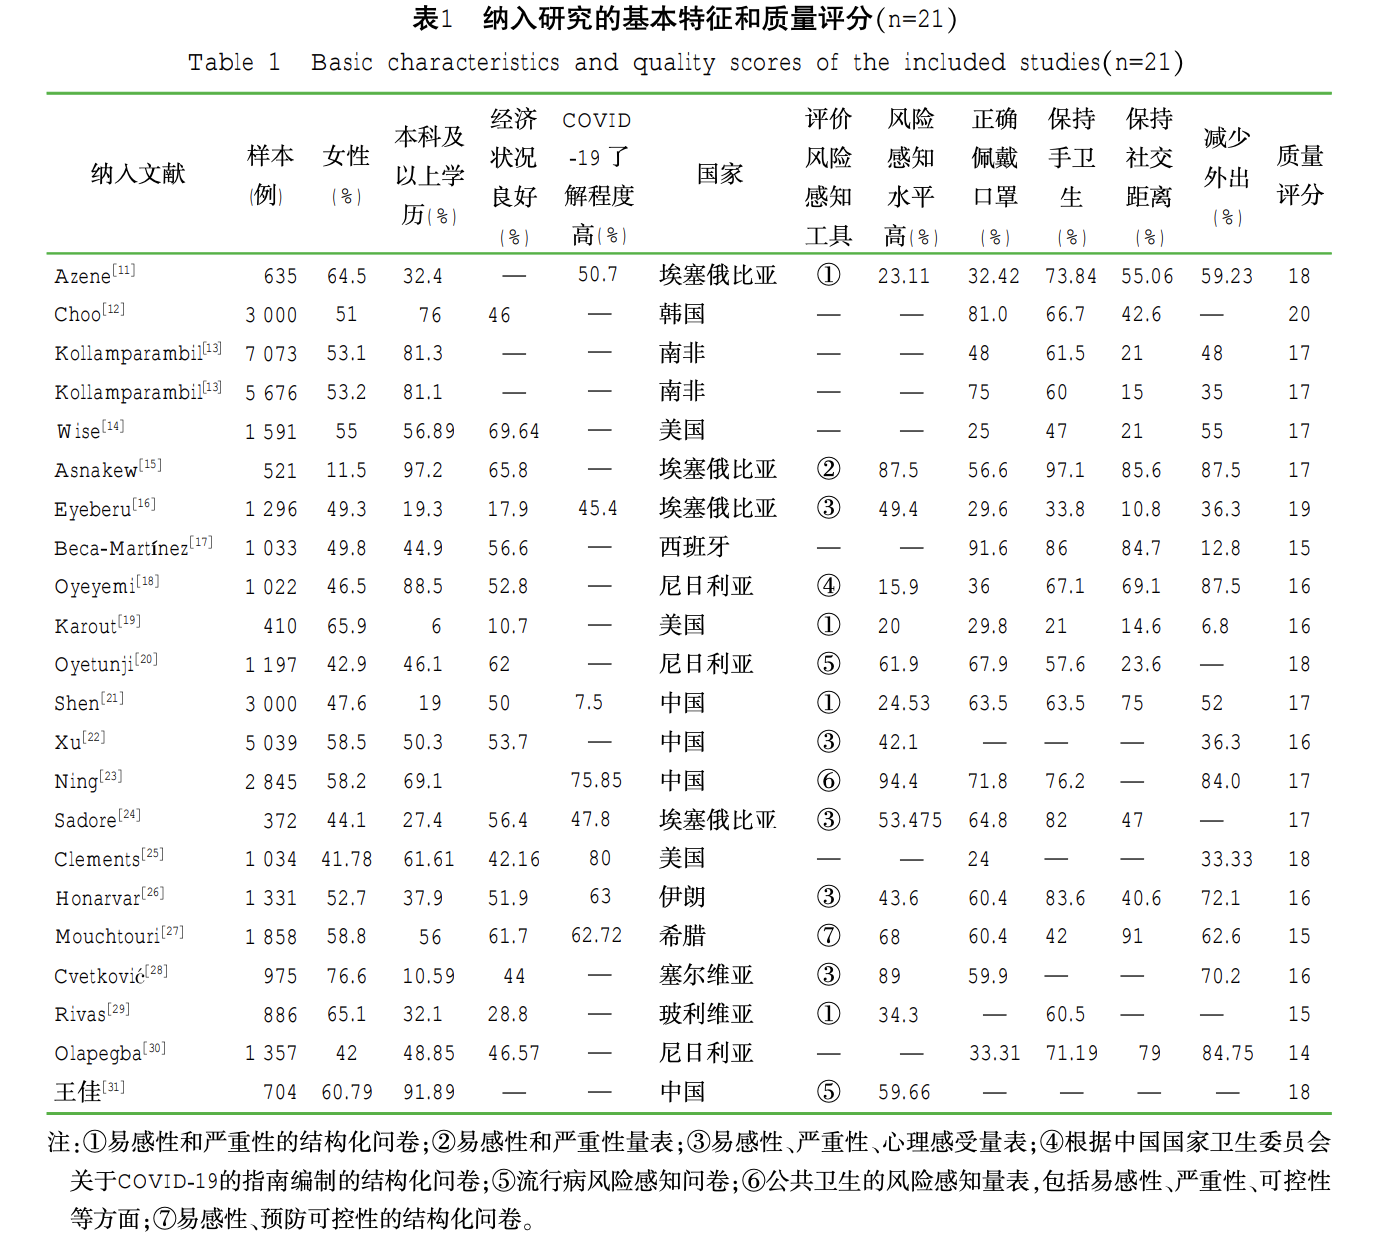 表1 纳入研究的基本特征和质量评分(n=21)
Table 1 Basic characteristics and quality scores of the included studies(n=21)
纳入文献 样本(例) 女性(%) 本科及以上学历(%) 经济状况良好(%) COVID-19了解程度高(%) 国家 评价风险感知工具 风险感知水平高(%) 正确佩戴口罩(%) 保持手卫生(%) 保持社交距离(%) 减少外出(%) 质量评分
Azene[11] 635 64.5 32.4 — 50.7 埃塞俄比亚 ① 23.11 32.42 73.84 55.06 59.23 18
Choo[12] 3 000 51 76 46 — 韩国 — — 81.0 66.7 42.6 — 20
Kollamparambil[13] 7 073 53.1 81.3 — — 南非 — — 48 61.5 21 48 17
Kollamparambil[13] 5 676 53.2 81.1 — — 南非 — — 75 60 15 35 17
Wise[14] 1 591 55 56.89 69.64 — 美国 — — 25 47 21 55 17
Asnakew[15] 521 11.5 97.2 65.8 — 埃塞俄比亚 ② 87.5 56.6 97.1 85.6 87.5 17
Eyeberu[16] 1 296 49.3 19.3 17.9 45.4 埃塞俄比亚 ③ 49.4 29.6 33.8 10.8 36.3 19
Beca-Martínez[17] 1 033 49.8 44.9 56.6 — 西班牙 — — 91.6 86 84.7 12.8 15
Oyeyemi[18] 1 022 46.5 88.5 52.8 — 尼日利亚 ④ 15.9 36 67.1 69.1 87.5 16
Karout[19] 410 65.9 6 10.7 — 美国 ① 20 29.8 21 14.6 6.8 16
Oyetunji[20] 1 197 42.9 46.1 62 — 尼日利亚 ⑤ 61.9 67.9 57.6 23.6 — 18
Shen[21] 3 000 47.6 19 50 7.5 中国 ① 24.53 63.5 63.5 75 52 17
Xu[22] 5 039 58.5 50.3 53.7 — 中国 ③ 42.1 — — — 36.3 16
Ning[23] 2 845 58.2 69.1 75.85 中国 ⑥ 94.4 71.8 76.2 — 84.0 17
Sadore[24] 372 44.1 27.4 56.4 47.8 埃塞俄比亚 ③ 53.475 64.8 82 47 — 17
Clements[25] 1 034 41.78 61.61 42.16 80 美国 — — 24 — — 33.33 18
Honarvar[26] 1 331 52.7 37.9 51.9 63 伊朗 ③ 43.6 60.4 83.6 40.6 72.1 16
Mouchtouri[27] 1 858 58.8 56 61.7 62.72 希腊 ⑦ 68 60.4 42 91 62.6 15
Cvetković[28] 975 76.6 10.59 44 — 塞尔维亚 ③ 89 59.9 — — 70.2 16
Rivas[29] 886 65.1 32.1 28.8 — 玻利维亚 ① 34.3 — 60.5 — — 15
Olapegba[30] 1 357 42 48.85 46.57 — 尼日利亚 — — 33.31 71.19 79 84.75 14
王佳[31] 704 60.79 91.89 — — 中国 ⑤ 59.66 — — — — 18
注:①易感性和严重性的结构化问卷;②易感性和严重性量表;③易感性、严重性、心理感受量表;④根据中国国家卫生委员会
关于COVID-19的指南编制的结构化问卷;⑤流行病风险感知问卷;⑥公共卫生的风险感知量表,包括易感性、严重性、可控性
等方面;⑦易感性、预防可控性的结构化问卷。